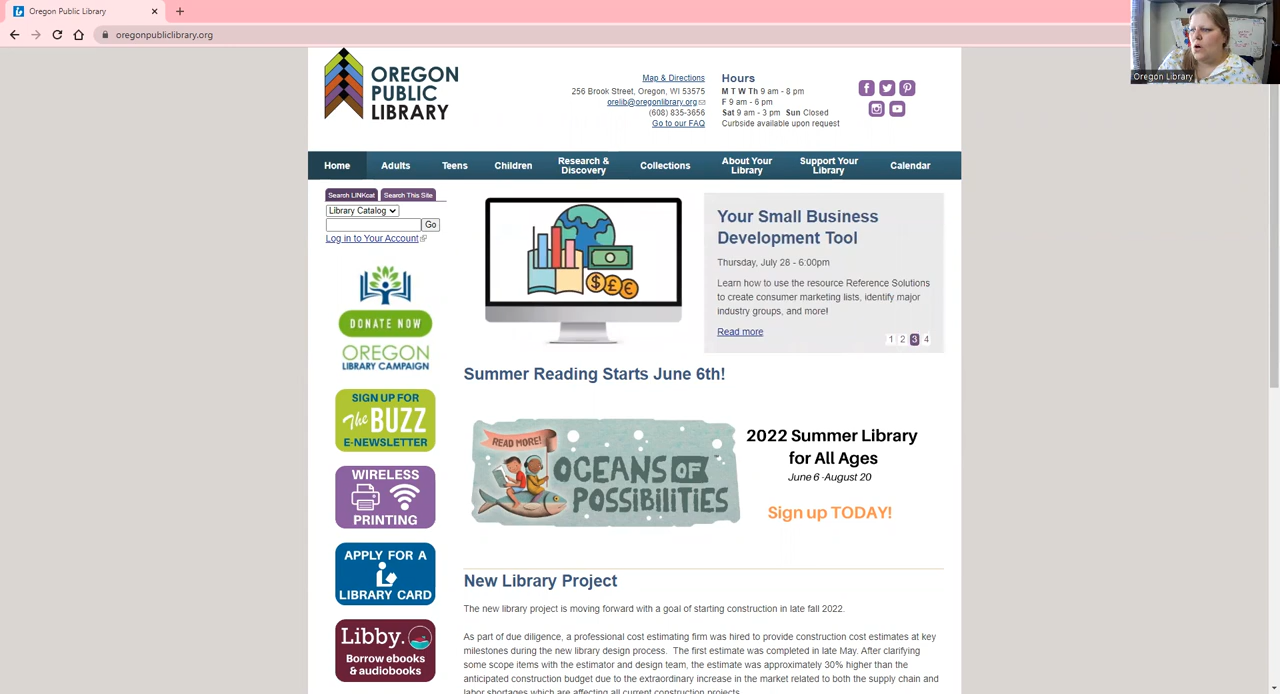 Oregon Public Library
oregonpubliclibrary.org
Oregon Library
OREGON
PUBLIC
LIBRARY
Map & Directions
256 Brook Street, Oregon, WI 53575
orelib@oregonlibrary.org
(608) 835-3656
Go to our FAQ
Hours
M T W Th 9 am - 8 pm
F 9 am - 6 pm
Sat 9 am - 3 pm Sun Closed
Curbside available upon request
Home
Adults
Teens
Children
Research &
Discovery
Collections
About Your
Library
Support Your
Library
Calendar
Search LINKcat
Search This Site
Library Catalog
Go
Log in to Your Account
DONATE NOW
OREGON
LIBRARY CAMPAIGN
SIGN UP FOR
The BUZZ
E-NEWSLETTER
WIRELESS
PRINTING
APPLY FOR A
LIBRARY CARD
Libby.
Borrow ebooks
& audiobooks
Your Small Business
Development Tool
Thursday, July 28 - 6:00pm
Learn how to use the resource Reference Solutions
to create consumer marketing lists, identify major
industry groups, and more!
Read more
1 2 3 4
Summer Reading Starts June 6th!
READ MORE!
OCEANS OF
POSSIBILITIES
2022 Summer Library
for All Ages
June 6 -August 20
Sign up TODAY!
New Library Project
The new library project is moving forward with a goal of starting construction in late fall 2022.
As part of due diligence, a professional cost estimating firm was hired to provide construction cost estimates at key
milestones during the new library design process. The first estimate was completed in late May. After clarifying
some scope items with the estimator and design team, the estimate was approximately 30% higher than the
anticipated construction budget due to the extraordinary increase in the market related to both the supply chain and
labor shortages which are affecting all current construction projects.